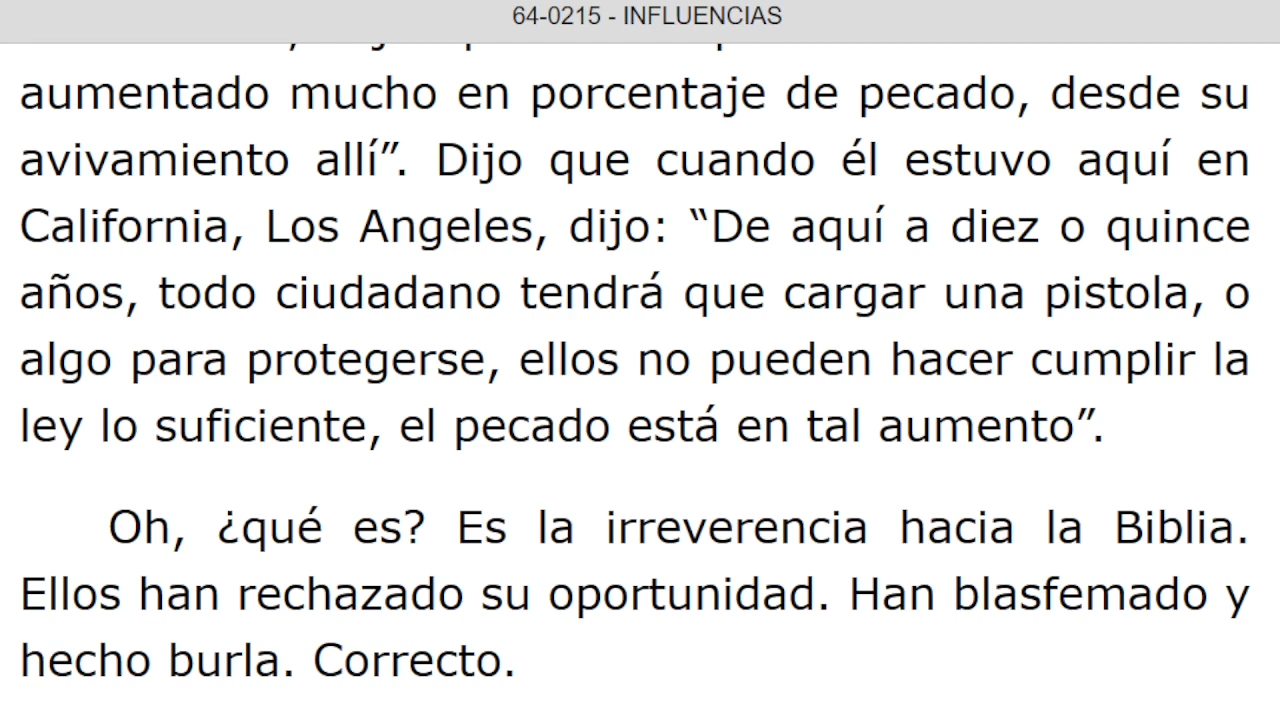 64-0215 - INFLUENCIAS
aumentado mucho en porcentaje de pecado, desde su
avivamiento allí”. Dijo que cuando él estuvo aquí en
California, Los Angeles, dijo: “De aquí a diez o quince
años, todo ciudadano tendrá que cargar una pistola, o
algo para protegerse, ellos no pueden hacer cumplir la
ley lo suficiente, el pecado está en tal aumento”.
Oh, ¿qué es? Es la irreverencia hacia la Biblia.
Ellos han rechazado su oportunidad. Han blasfemado y
hecho burla. Correcto.